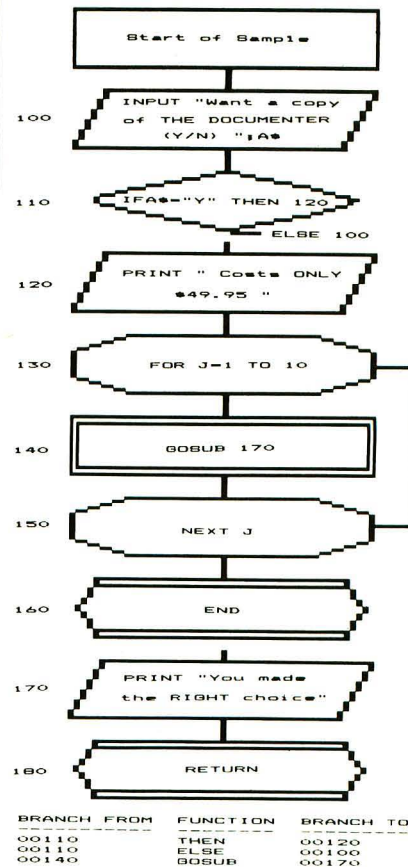 Start of Sample
100
INPUT "Want a copy
of THE DOCUMENTER
(Y/N) ";A$
110
IFA$="Y" THEN 120
ELSE 100
120
PRINT " Costs ONLY
$49.95 "
130
FOR J=1 TO 10
140
GOSUB 170
150
NEXT J
160
END
170
PRINT "You made
the RIGHT choice"
180
RETURN
BRANCH FROM FUNCTION BRANCH TO
00110 THEN 00120
00110 ELSE 00100
00140 GOSUB 00170